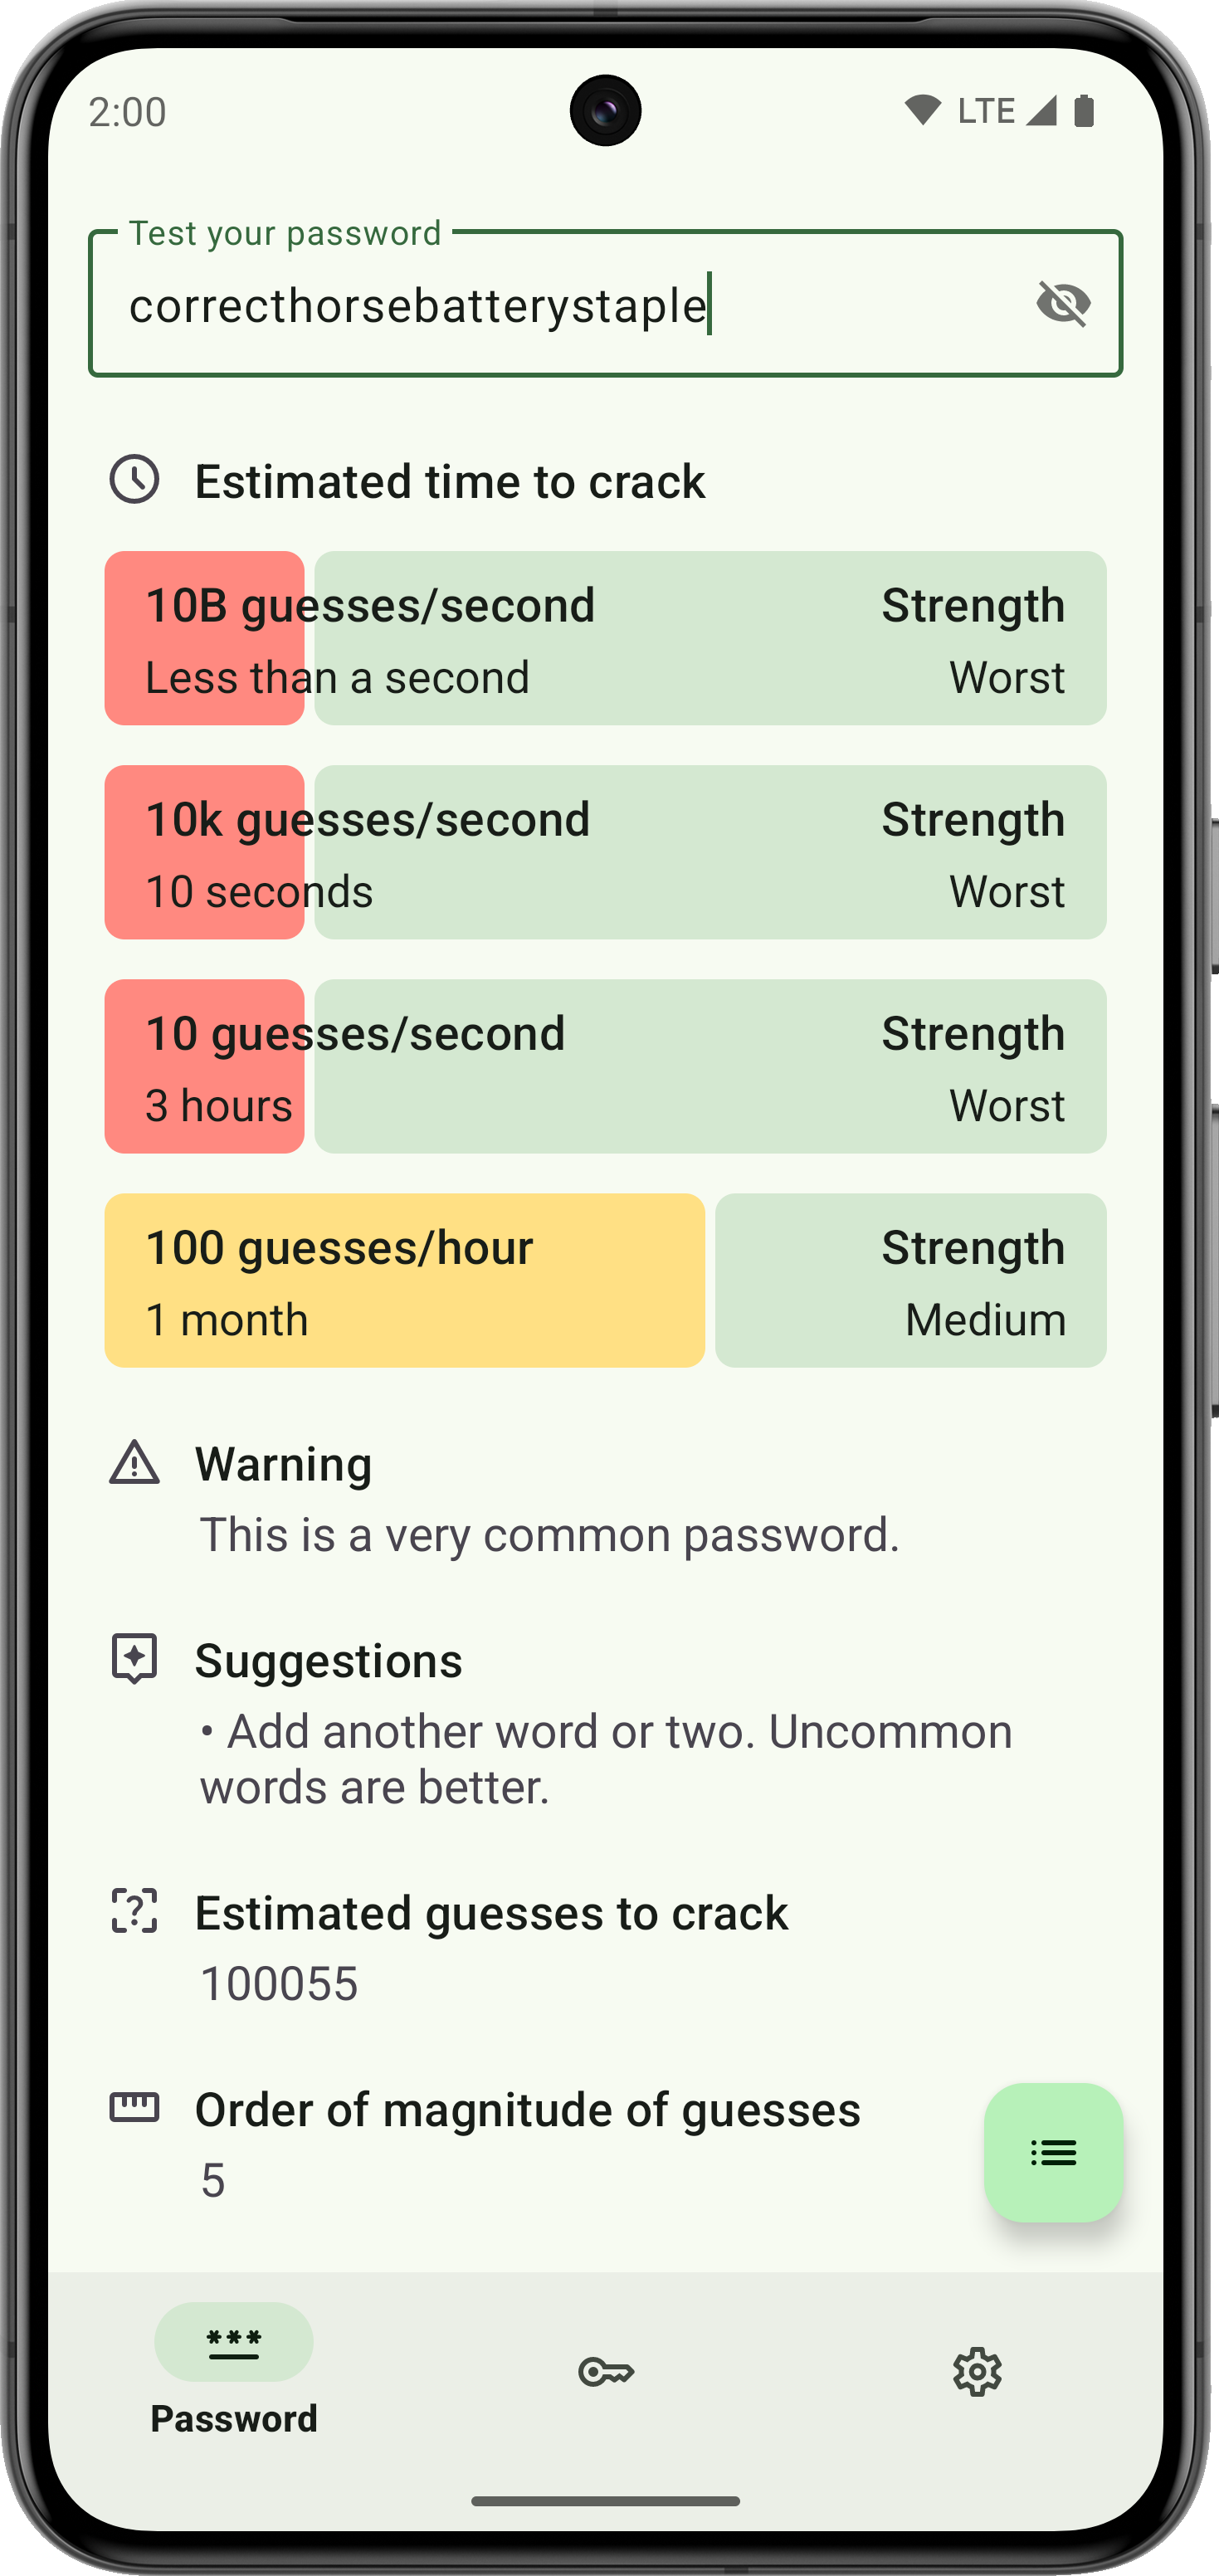 2:00
LTE
Test your password
correcthorsebatterystaple
Estimated time to crack
10B guesses/second Strength
Less than a second Worst
10k guesses/second Strength
10 seconds Worst
10 guesses/second Strength
3 hours Worst
100 guesses/hour Strength
1 month Medium
Warning
This is a very common password.
Suggestions
• Add another word or two. Uncommon
words are better.
Estimated guesses to crack
100055
Order of magnitude of guesses
5
Password